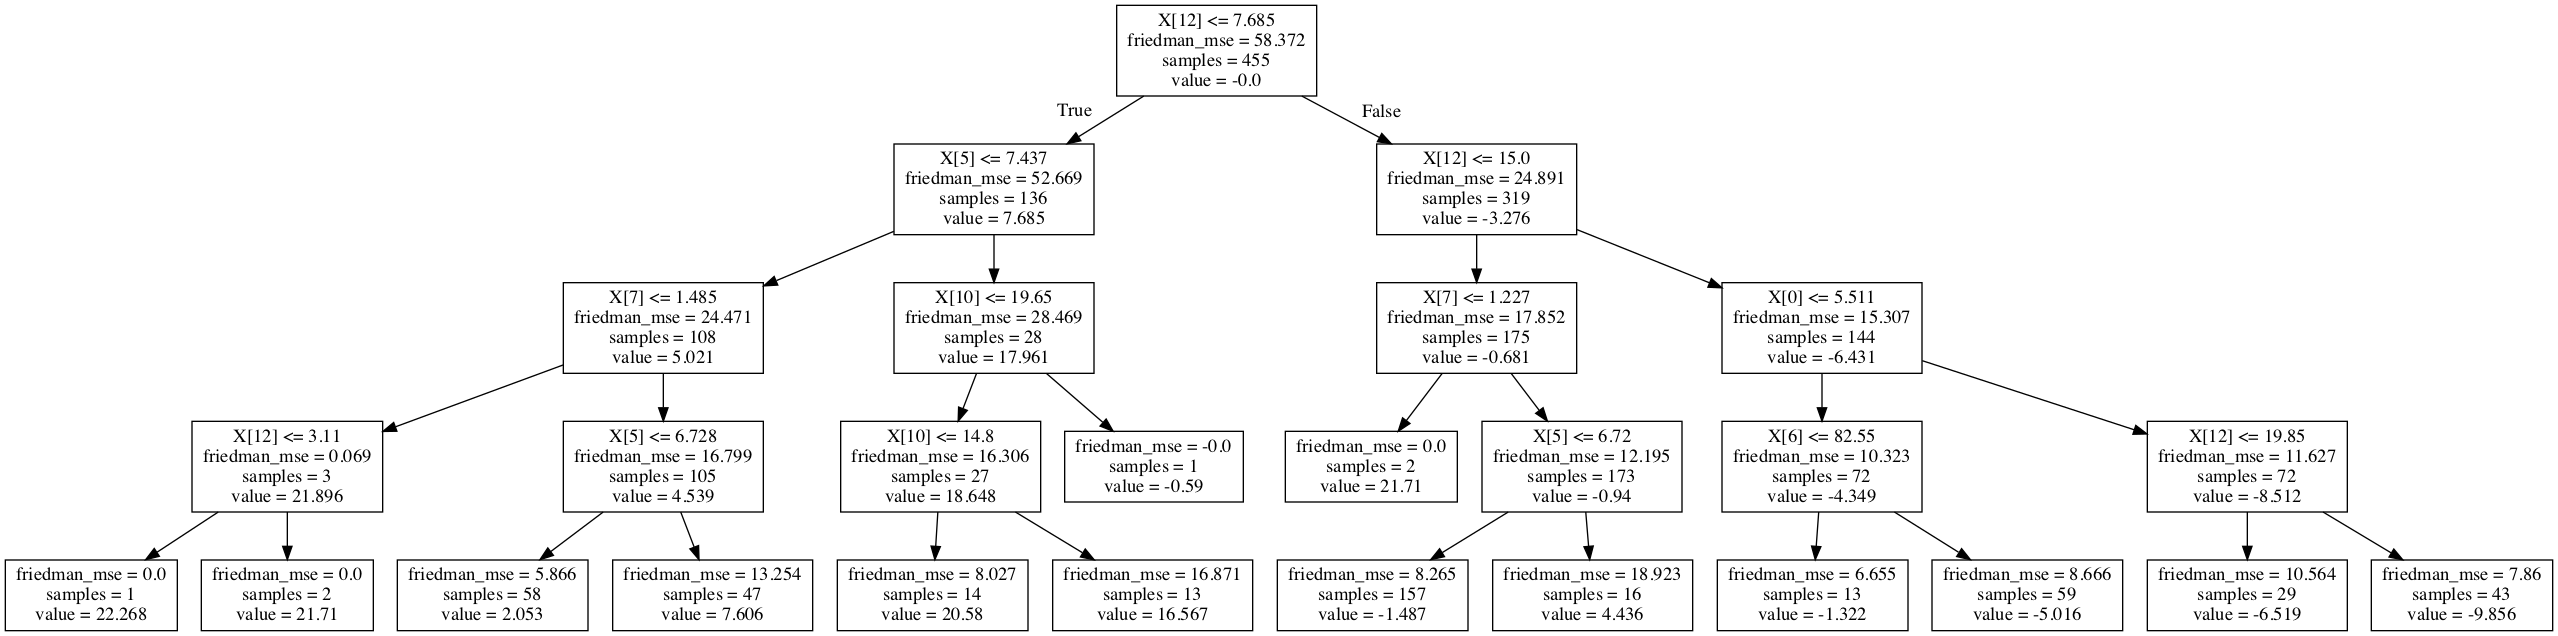 X[12] <= 7.685
friedman_mse = 58.372
samples = 455
value = -0.0
True
False
X[5] <= 7.437
friedman_mse = 52.669
samples = 136
value = 7.685
X[12] <= 15.0
friedman_mse = 24.891
samples = 319
value = -3.276
X[7] <= 1.485
friedman_mse = 24.471
samples = 108
value = 5.021
X[10] <= 19.65
friedman_mse = 28.469
samples = 28
value = 17.961
X[7] <= 1.227
friedman_mse = 17.852
samples = 175
value = -0.681
X[0] <= 5.511
friedman_mse = 15.307
samples = 144
value = -6.431
X[12] <= 3.11
friedman_mse = 0.069
samples = 3
value = 21.896
X[5] <= 6.728
friedman_mse = 16.799
samples = 105
value = 4.539
X[10] <= 14.8
friedman_mse = 16.306
samples = 27
value = 18.648
friedman_mse = -0.0
samples = 1
value = -0.59
friedman_mse = 0.0
samples = 2
value = 21.71
X[5] <= 6.72
friedman_mse = 12.195
samples = 173
value = -0.94
X[6] <= 82.55
friedman_mse = 10.323
samples = 72
value = -4.349
X[12] <= 19.85
friedman_mse = 11.627
samples = 72
value = -8.512
friedman_mse = 0.0
samples = 1
value = 22.268
friedman_mse = 0.0
samples = 2
value = 21.71
friedman_mse = 5.866
samples = 58
value = 2.053
friedman_mse = 13.254
samples = 47
value = 7.606
friedman_mse = 8.027
samples = 14
value = 20.58
friedman_mse = 16.871
samples = 13
value = 16.567
friedman_mse = 8.265
samples = 157
value = -1.487
friedman_mse = 18.923
samples = 16
value = 4.436
friedman_mse = 6.655
samples = 13
value = -1.322
friedman_mse = 8.666
samples = 59
value = -5.016
friedman_mse = 10.564
samples = 29
value = -6.519
friedman_mse = 7.86
samples = 43
value = -9.856